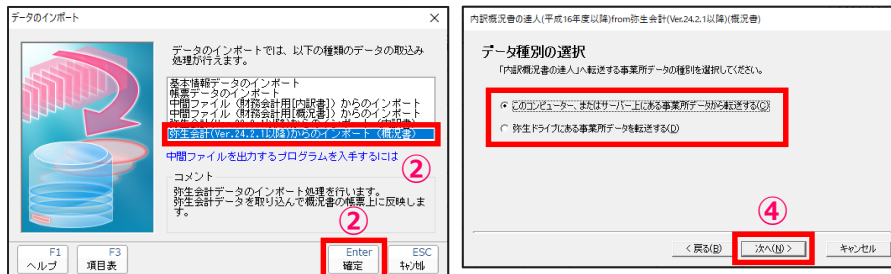 データのインポート
データのインポートでは、以下の種類のデータの取込み
処理が行えます。
基本情報データのインポート
帳票データのインポート
中間ファイル（財務会計用[内訳書]）からのインポート
中間ファイル（財務会計用[概況書]）からのインポート
弥生会計(Ver.24.2.1以降)からのインポート（概況書）
中間ファイルを出力するプログラムを入手するには
②
コメント
弥生会計データのインポート処理を行います。
弥生会計データを取り込んで概況書の帳票上に反映しま
す。
②
F1 ヘルプ
F3 項目表
Enter 確定
ESC ｷｬﾝｾﾙ
内訳概況書の達人(平成16年度以降)from弥生会計(Ver.24.2.1以降)(概況書)
データ種別の選択
「内訳概況書の達人」へ転送する事業所データの種別を選択してください。
このコンピューター、またはサーバー上にある事業所データから転送する(C)
弥生ドライブにある事業所データを転送する(D)
④
< 戻る(B)
次へ(N) >
キャンセル